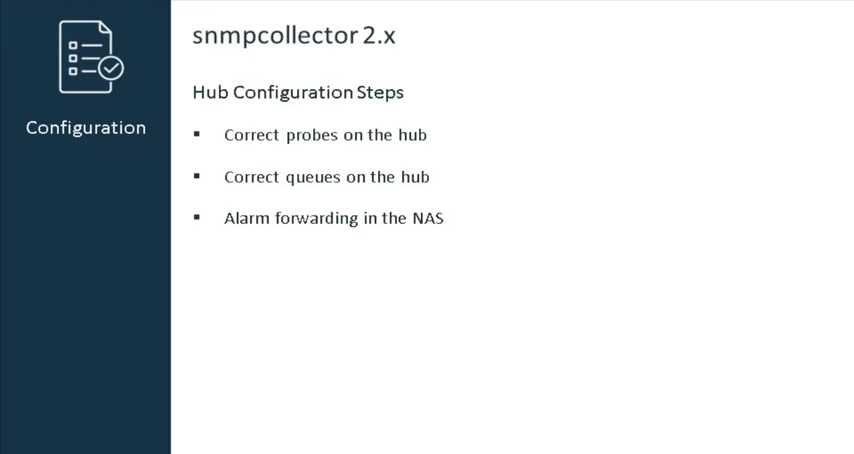 Configuration
snmpcollector 2.x
Hub Configuration Steps
▪ Correct probes on the hub
▪ Correct queues on the hub
▪ Alarm forwarding in the NAS